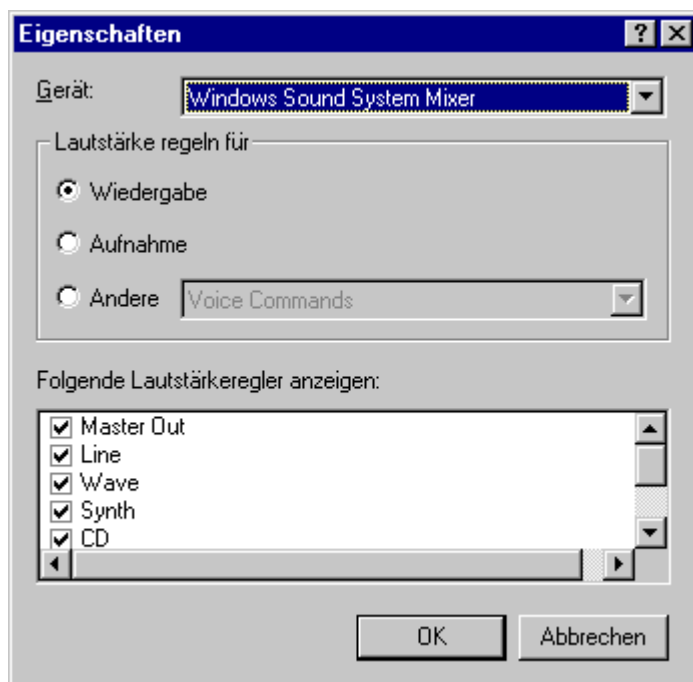 Eigenschaften
Gerät: Windows Sound System Mixer
Lautstärke regeln für
Wiedergabe
Aufnahme
Andere Voice Commands
Folgende Lautstärkeregler anzeigen:
Master Out
Line
Wave
Synth
CD
OK Abbrechen